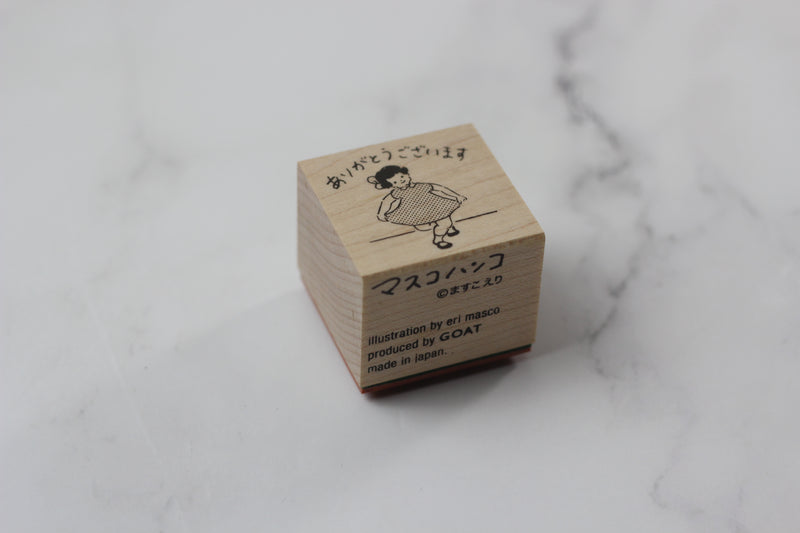 ありがとうございます
マスコハンコ
©ますこえり
illustration by eri masco
produced by GOAT
made in japan.